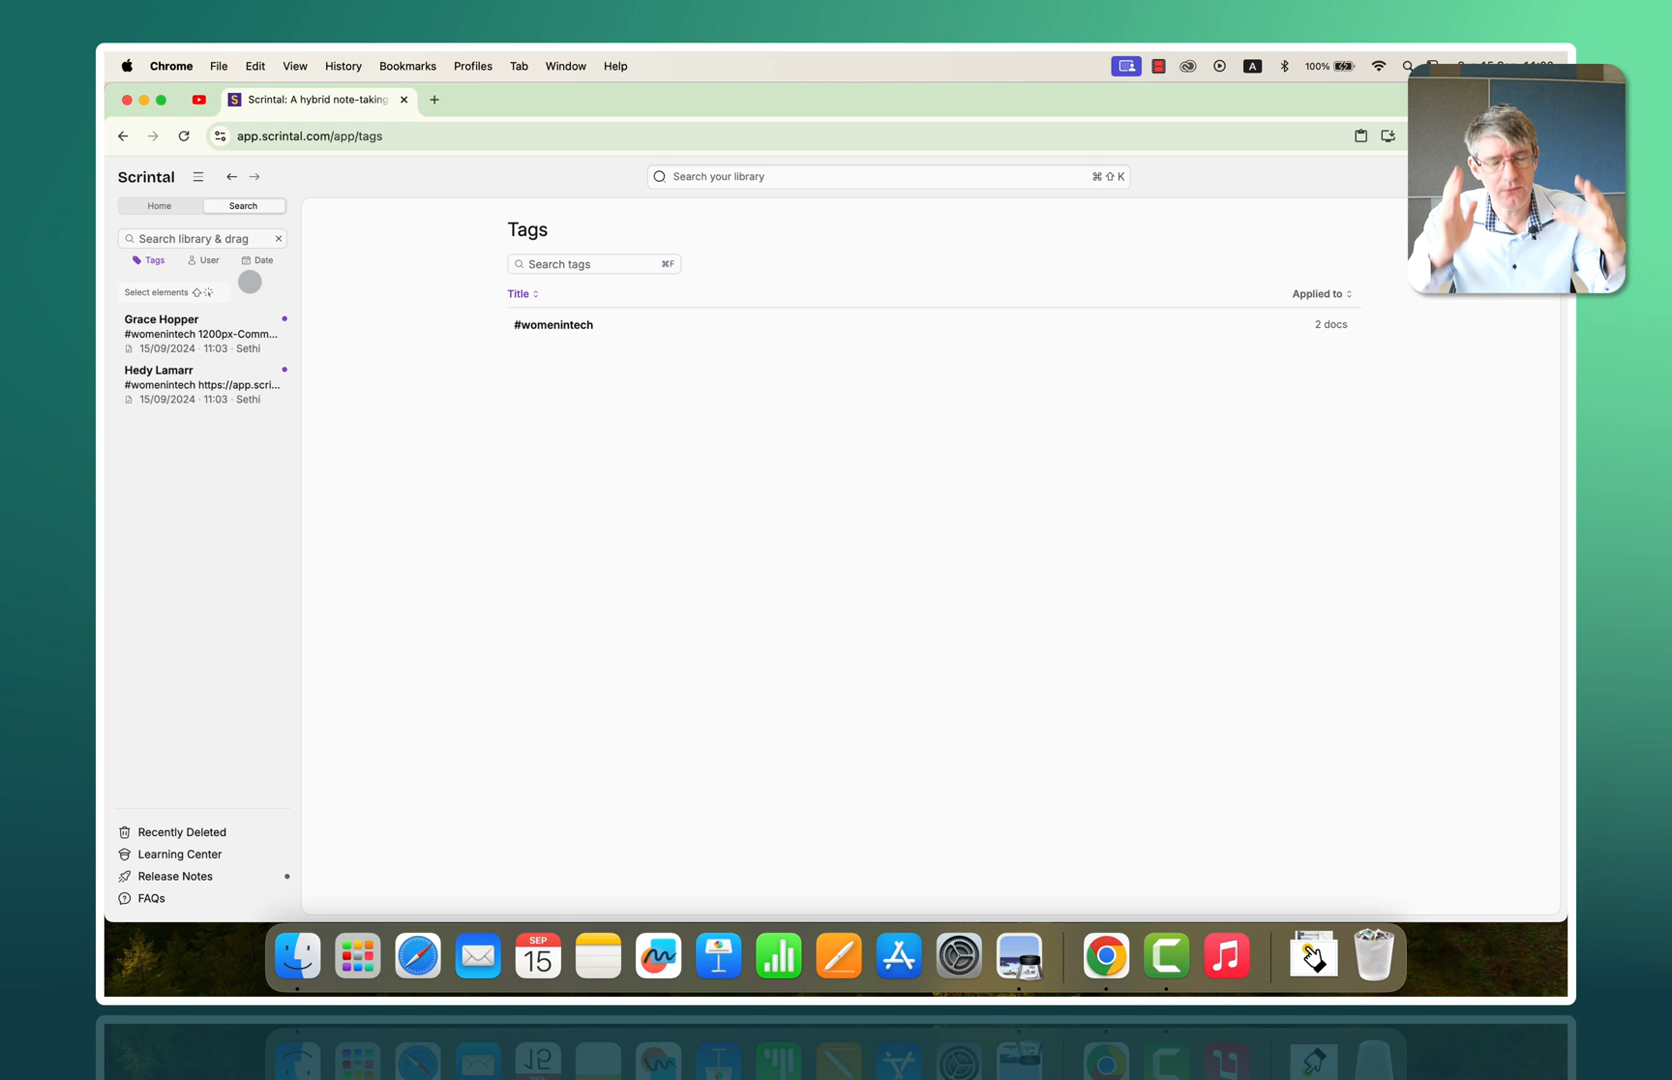 Chrome File Edit View History Bookmarks Profiles Tab Window Help
A 100%
S Scrintal: A hybrid note-taking
app.scrintal.com/app/tags
Scrintal
Search your library ⌘ ⇧ K
Home Search
Search library & drag
Tags User Date
Select elements
Grace Hopper
#womenintech 1200px-Comm...
15/09/2024 · 11:03 · Sethi
Hedy Lamarr
#womenintech https://app.scri...
15/09/2024 · 11:03 · Sethi
Tags
Search tags ⌘F
Title Applied to
#womenintech 2 docs
Recently Deleted
Learning Center
Release Notes
FAQs
SEP
15